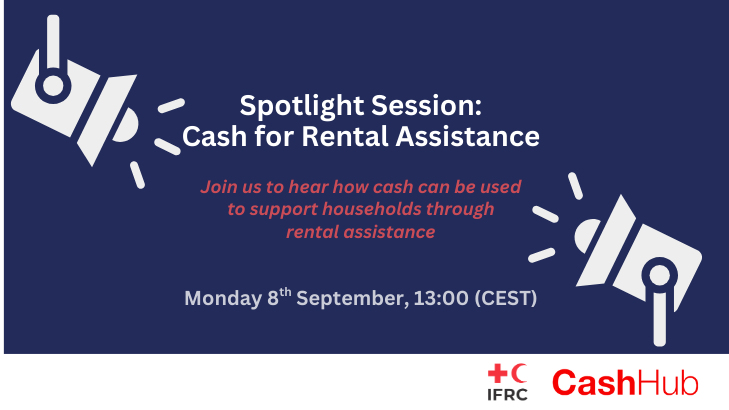 Spotlight Session:
Cash for Rental Assistance
Join us to hear how cash can be used
to support households through
rental assistance
Monday 8th September, 13:00 (CEST)
IFRC
CashHub